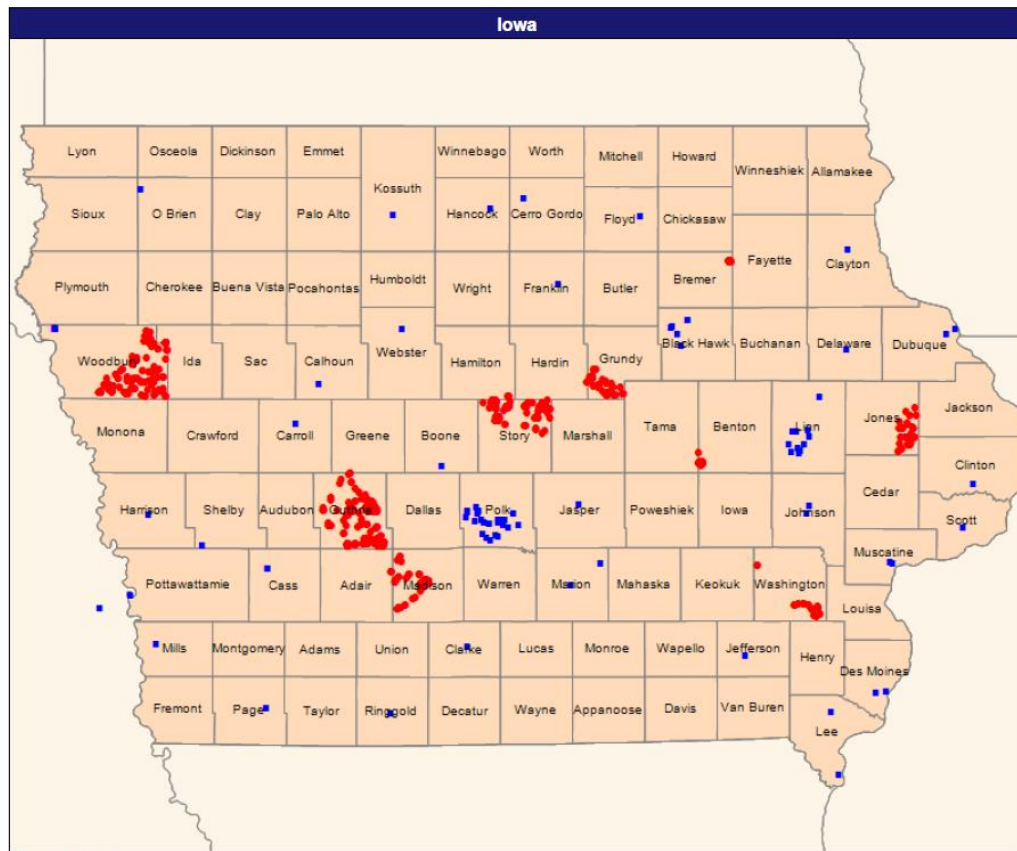 Iowa
Lyon Osceola Dickinson Emmet Winnebago Worth Mitchell Howard Winneshiek Allamakee
Kossuth
Sioux O Brien Clay Palo Alto Hancock Cerro Gordo Floyd Chickasaw
Fayette Clayton
Plymouth Cherokee Buena Vista Pocahontas Humboldt Wright Franklin Butler Bremer
Woodbury Ida Sac Calhoun Webster Hamilton Hardin Grundy Black Hawk Buchanan Delaware Dubuque
Monona Crawford Carroll Greene Boone Story Marshall Tama Benton Linn Jones Jackson
Clinton
Cedar
Harrison Shelby Audubon Guthrie Dallas Polk Jasper Poweshiek Iowa Johnson Scott
Muscatine
Pottawattamie Cass Adair Madison Warren Marion Mahaska Keokuk Washington
Louisa
Mills Montgomery Adams Union Clarke Lucas Monroe Wapello Jefferson Henry
Des Moines
Fremont Page Taylor Ringgold Decatur Wayne Appanoose Davis Van Buren
Lee